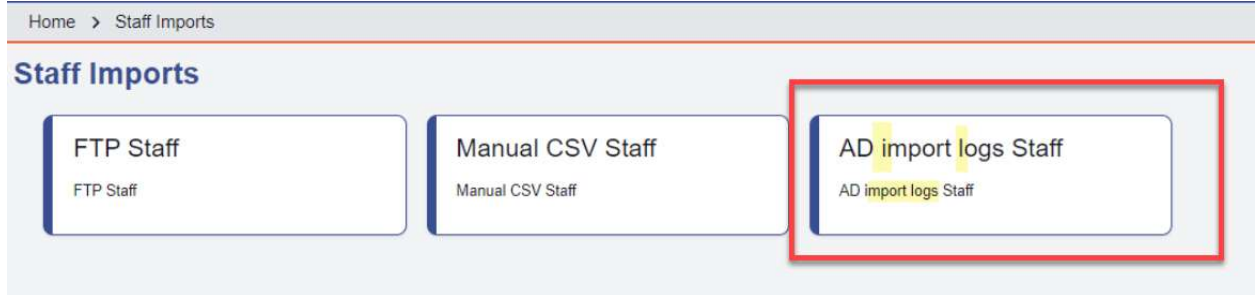 Home > Staff Imports
Staff Imports
FTP Staff
FTP Staff
Manual CSV Staff
Manual CSV Staff
AD import logs Staff
AD import logs Staff